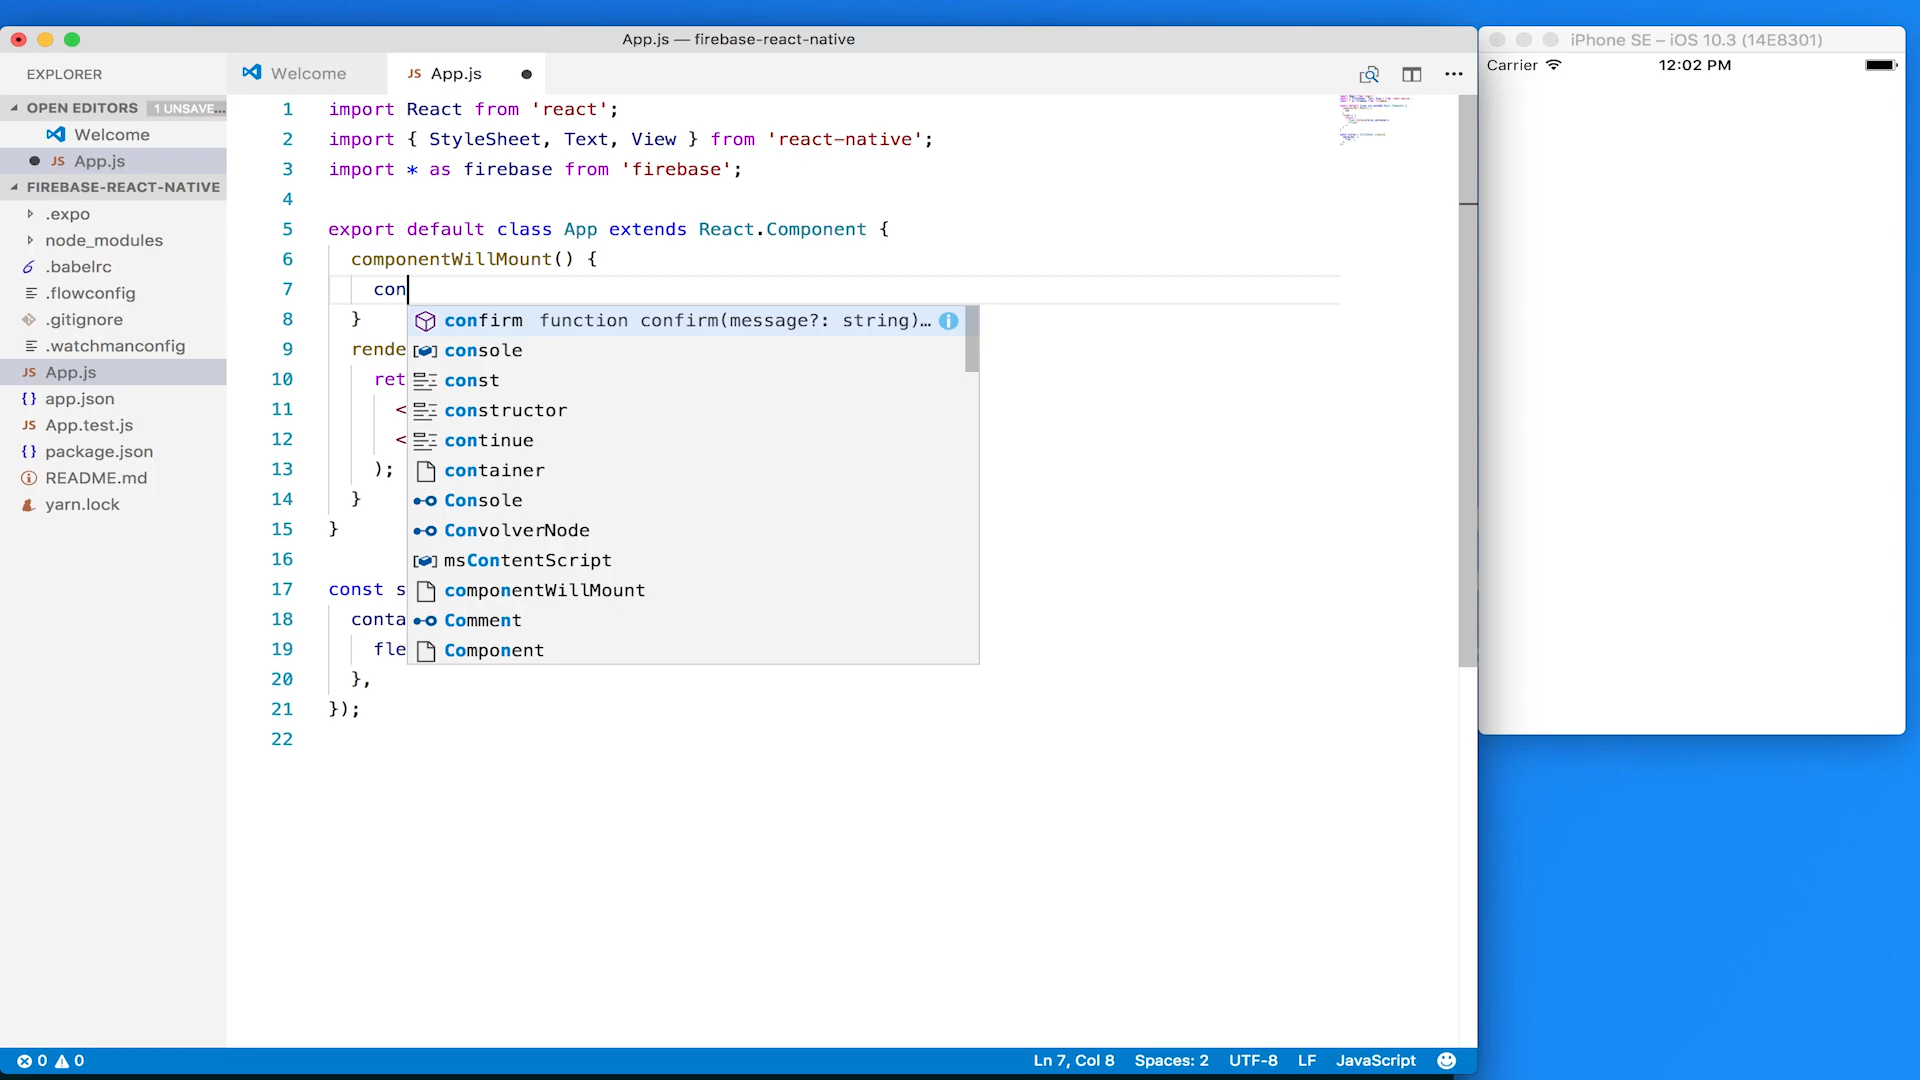 App.js — firebase-react-native
EXPLORER
OPEN EDITORS
1 UNSAVE...
Welcome
JS App.js
FIREBASE-REACT-NATIVE
.expo
node_modules
.babelrc
.flowconfig
.gitignore
.watchmanconfig
JS App.js
{} app.json
JS App.test.js
{} package.json
README.md
yarn.lock
Welcome
JS App.js
1 import React from 'react';
2 import { StyleSheet, Text, View } from 'react-native';
3 import * as firebase from 'firebase';
4
5 export default class App extends React.Component {
6 componentWillMount() {
7 con
8 }
9 rende
10 ret
11 <
12 <
13 );
14 }
15 }
16
17 const s
18 conta
19 fle
20 },
21 });
22
confirm function confirm(message?: string)…
console
const
constructor
continue
container
Console
ConvolverNode
msContentScript
componentWillMount
Comment
Component
0 0
Ln 7, Col 8 Spaces: 2 UTF-8 LF JavaScript
iPhone SE – iOS 10.3 (14E8301)
Carrier 12:02 PM